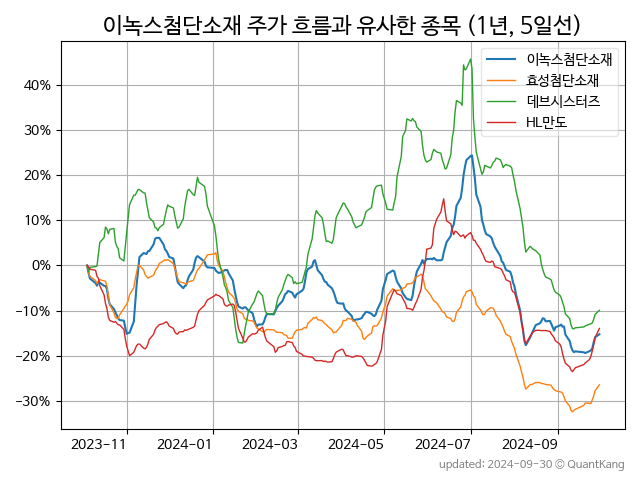 이녹스첨단소재 주가 흐름과 유사한 종목 (1년, 5일선)
이녹스첨단소재
효성첨단소재
데브시스터즈
HL만도
40%
30%
20%
10%
0%
−10%
−20%
−30%
2023-11
2024-01
2024-03
2024-05
2024-07
2024-09
updated: 2024-09-30 © QuantKang